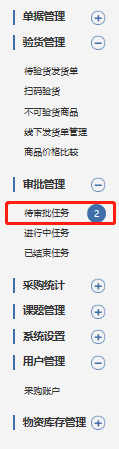 单据管理
验货管理
待验货发货单
扫码验货
不可验货商品
线下发货单管理
商品价格比较
审批管理
待审批任务 2
进行中任务
已结束任务
采购统计
课题管理
系统设置
用户管理
采购账户
物资库存管理